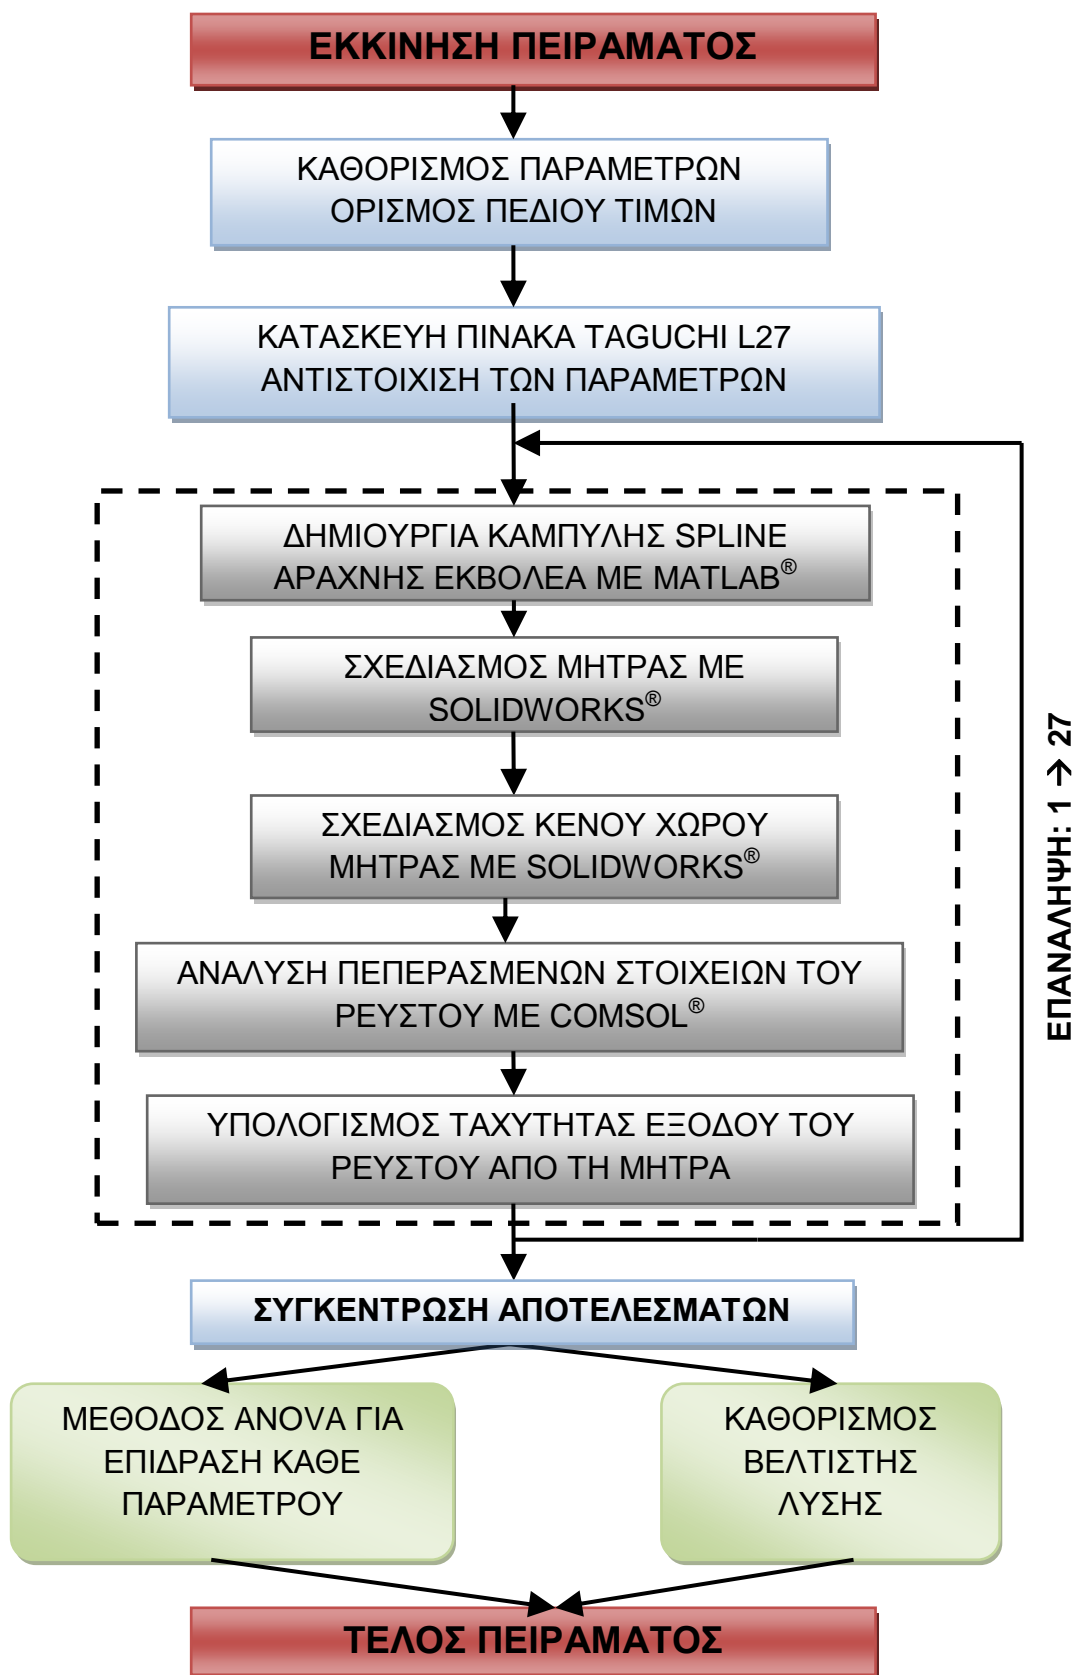 ΕΚΚΙΝΗΣΗ ΠΕΙΡΑΜΑΤΟΣ
ΚΑΘΟΡΙΣΜΟΣ ΠΑΡΑΜΕΤΡΩΝ
ΟΡΙΣΜΟΣ ΠΕΔΙΟΥ ΤΙΜΩΝ
ΚΑΤΑΣΚΕΥΗ ΠΙΝΑΚΑ TAGUCHI L27
ΑΝΤΙΣΤΟΙΧΙΣΗ ΤΩΝ ΠΑΡΑΜΕΤΡΩΝ
ΔΗΜΙΟΥΡΓΙΑ ΚΑΜΠΥΛΗΣ SPLINE
ΑΡΑΧΝΗΣ ΕΚΒΟΛΕΑ ΜΕ MATLAB®
ΣΧΕΔΙΑΣΜΟΣ ΜΗΤΡΑΣ ΜΕ
SOLIDWORKS®
ΣΧΕΔΙΑΣΜΟΣ ΚΕΝΟΥ ΧΩΡΟΥ
ΜΗΤΡΑΣ ΜΕ SOLIDWORKS®
ΑΝΑΛΥΣΗ ΠΕΠΕΡΑΣΜΕΝΩΝ ΣΤΟΙΧΕΙΩΝ ΤΟΥ
ΡΕΥΣΤΟΥ ΜΕ COMSOL®
ΥΠΟΛΟΓΙΣΜΟΣ ΤΑΧΥΤΗΤΑΣ ΕΞΟΔΟΥ ΤΟΥ
ΡΕΥΣΤΟΥ ΑΠΟ ΤΗ ΜΗΤΡΑ
ΕΠΑΝΑΛΗΨΗ: 1 → 27
ΣΥΓΚΕΝΤΡΩΣΗ ΑΠΟΤΕΛΕΣΜΑΤΩΝ
ΜΕΘΟΔΟΣ ANOVA ΓΙΑ
ΕΠΙΔΡΑΣΗ ΚΑΘΕ
ΠΑΡΑΜΕΤΡΟΥ
ΚΑΘΟΡΙΣΜΟΣ
ΒΕΛΤΙΣΤΗΣ
ΛΥΣΗΣ
ΤΕΛΟΣ ΠΕΙΡΑΜΑΤΟΣ